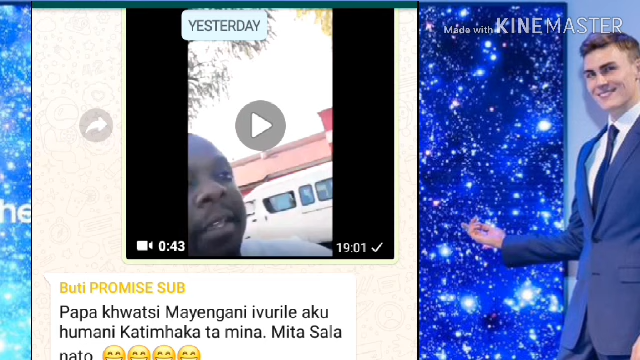 YESTERDAY
Made with KINEMASTER
0:43
19:01
Buti PROMISE SUB
Papa khwatsi Mayengani ivurile aku
humani Katimhaka ta mina. Mita Sala
nato. 🤗🤗🤗🤗
he